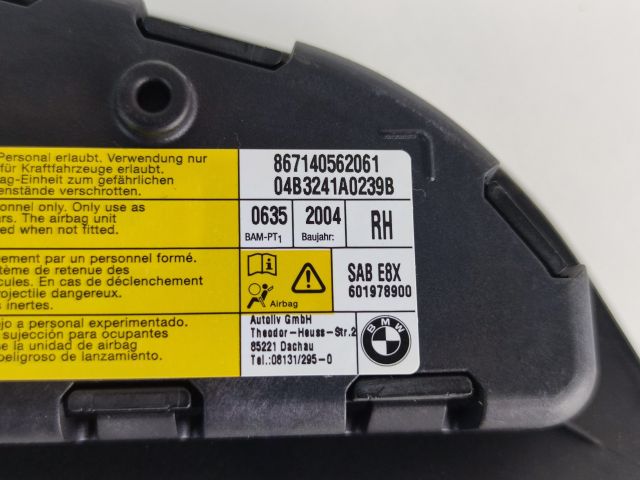 Personal erlaubt. Verwendung nur
für Kraftfahrzeuge erlaubt.
ag-Einheit zum gefährlichen
enstände verschrotten.
onnel only. Only use as
ars. The airbag unit
ed when not fitted.
ement par un personnel formé.
tème de retenue des
cules. En cas de déclenchement
projectile dangereux.
s inertes.
ejo a personal experimentado.
sujección para ocupantes
se la unidad de airbag
peligroso de lanzamiento.
867140562061
04B3241A0239B
0635 2004 RH
BAM-PT1 Baujahr:
SAB E8X
601978900
Airbag
Autoliv GmbH
Theodor-Heuss-Str.2
85221 Dachau
Tel.:08131/295-0
BMW